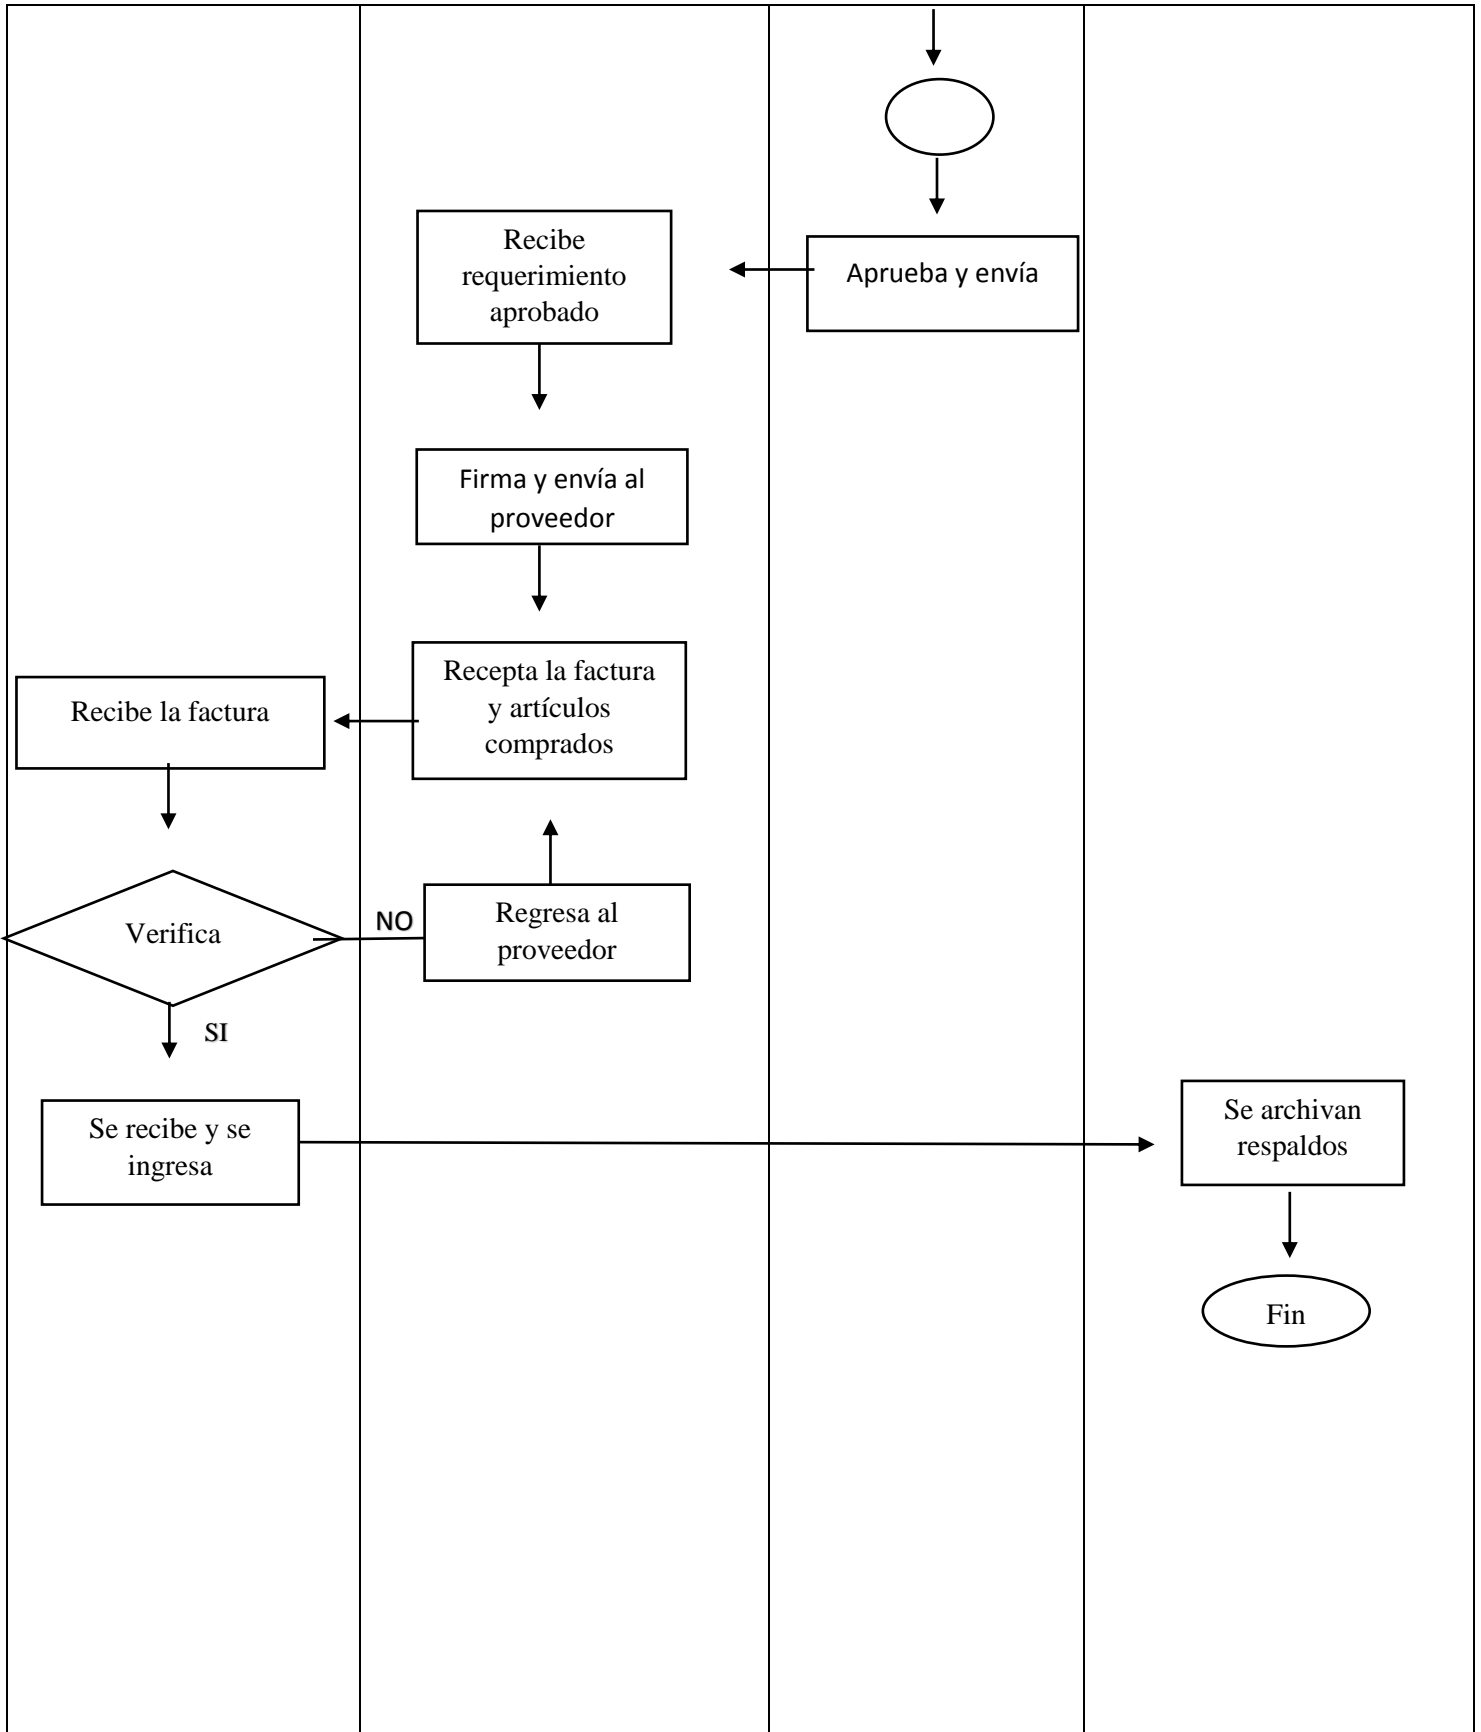 Recibe
requerimiento
aprobado
Aprueba y envía
Firma y envía al
proveedor
Recepta la factura
y artículos
comprados
Recibe la factura
Verifica
NO
Regresa al
proveedor
SI
Se recibe y se
ingresa
Se archivan
respaldos
Fin